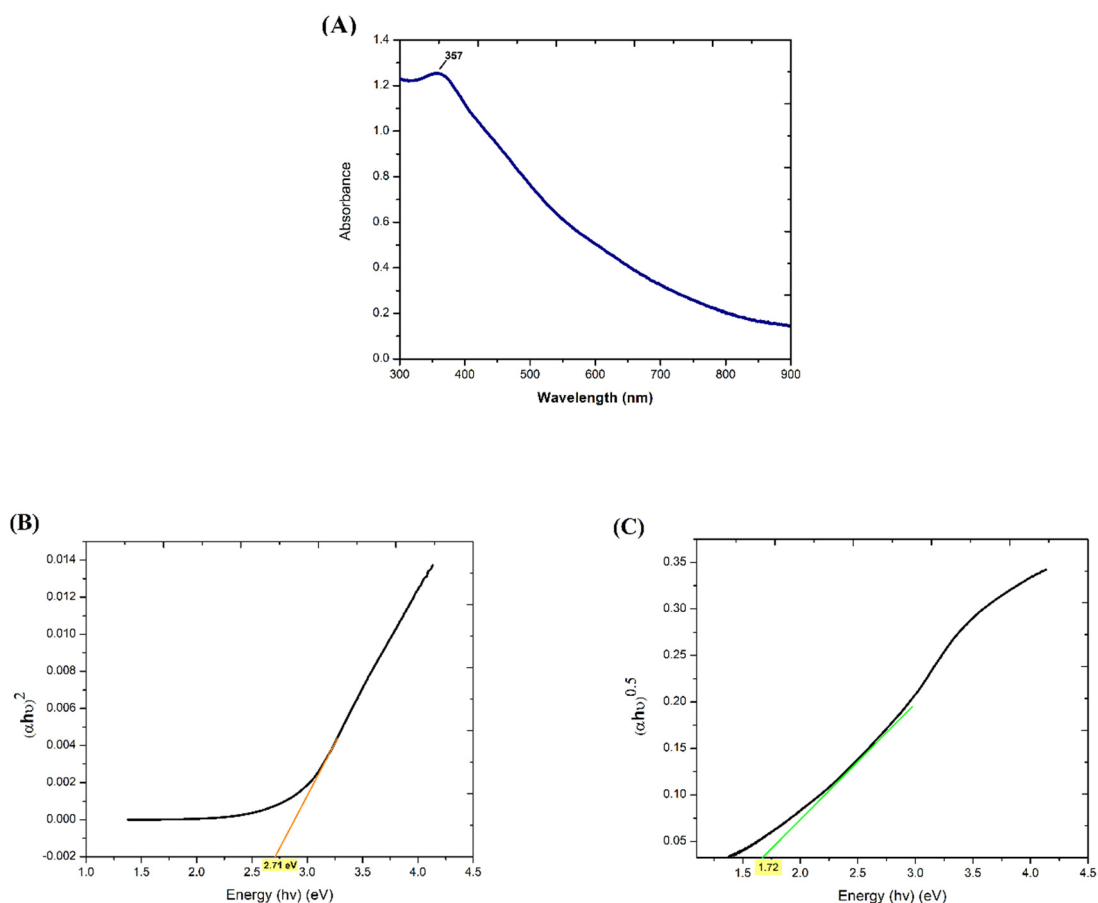 (A)
357
1.4
1.2
1.0
0.8
0.6
0.4
0.2
0.0
Absorbance
300 400 500 600 700 800 900
Wavelength (nm)
(B)
0.014
0.012
0.010
0.008
0.006
0.004
0.002
0.000
-0.002
(αhυ)2
2.71 eV
1.0 1.5 2.0 2.5 3.0 3.5 4.0 4.5
Energy (hv) (eV)
(C)
0.35
0.30
0.25
0.20
0.15
0.10
0.05
(αhυ)0.5
1.72
1.5 2.0 2.5 3.0 3.5 4.0 4.5
Energy (hv) (eV)